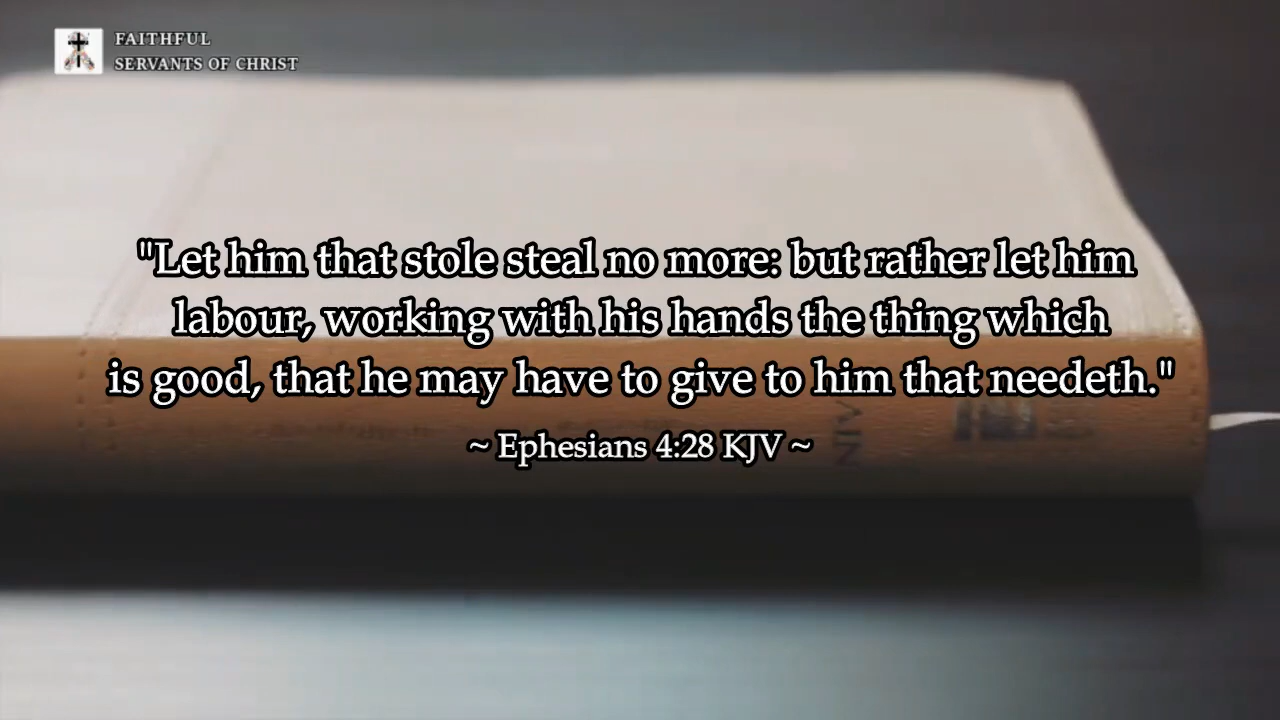 FAITHFUL
SERVANTS OF CHRIST
"Let him that stole steal no more: but rather let him
labour, working with his hands the thing which
is good, that he may have to give to him that needeth."
~ Ephesians 4:28 KJV ~
NIV